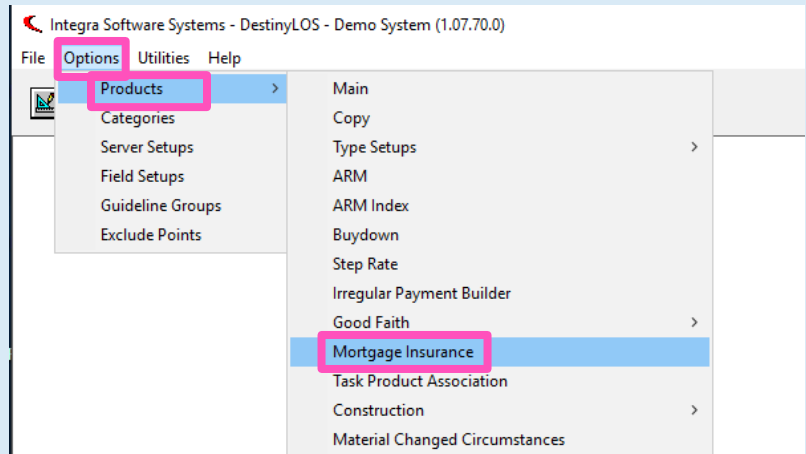 Integra Software Systems - DestinyLOS - Demo System (1.07.70.0)
File Options Utilities Help
Products
Categories
Server Setups
Field Setups
Guideline Groups
Exclude Points
Main
Copy
Type Setups
ARM
ARM Index
Buydown
Step Rate
Irregular Payment Builder
Good Faith
Mortgage Insurance
Task Product Association
Construction
Material Changed Circumstances